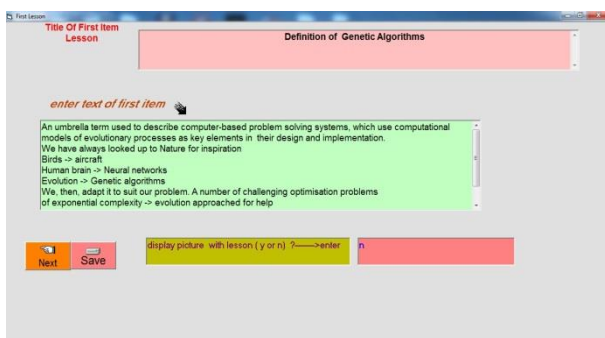 First Lesson
Title Of First Item
Lesson
Definition of Genetic Algorithms
enter text of first item
An umbrella term used to describe computer-based problem solving systems, which use computational
models of evolutionary processes as key elements in their design and implementation.
We have always looked up to Nature for inspiration
Birds -> aircraft
Human brain -> Neural networks
Evolution -> Genetic algorithms
We, then, adapt it to suit our problem. A number of challenging optimisation problems
of exponential complexity -> evolution approached for help
display picture with lesson ( y or n) ?------>enter
n
Next
Save